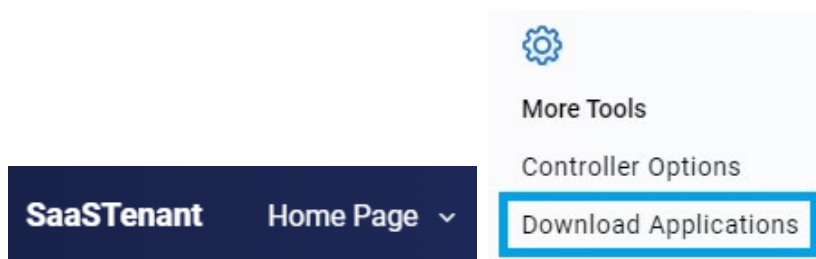 SaaSTenant Home Page
More Tools
Controller Options
Download Applications